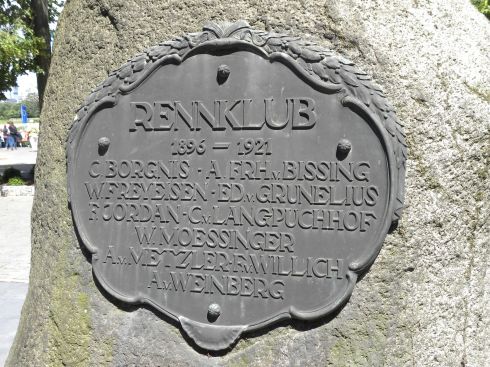 RENNKLUB
1896 — 1921
C. BORGNIS · A. FRH. v. BISSING
W. FREYEISEN · ED. v. GRUNELIUS
F. JORDAN · C. v. LANG-PUCHHOF
W. MOESSINGER
A. v. METZLER · F. v. WILLICH
A. v. WEINBERG